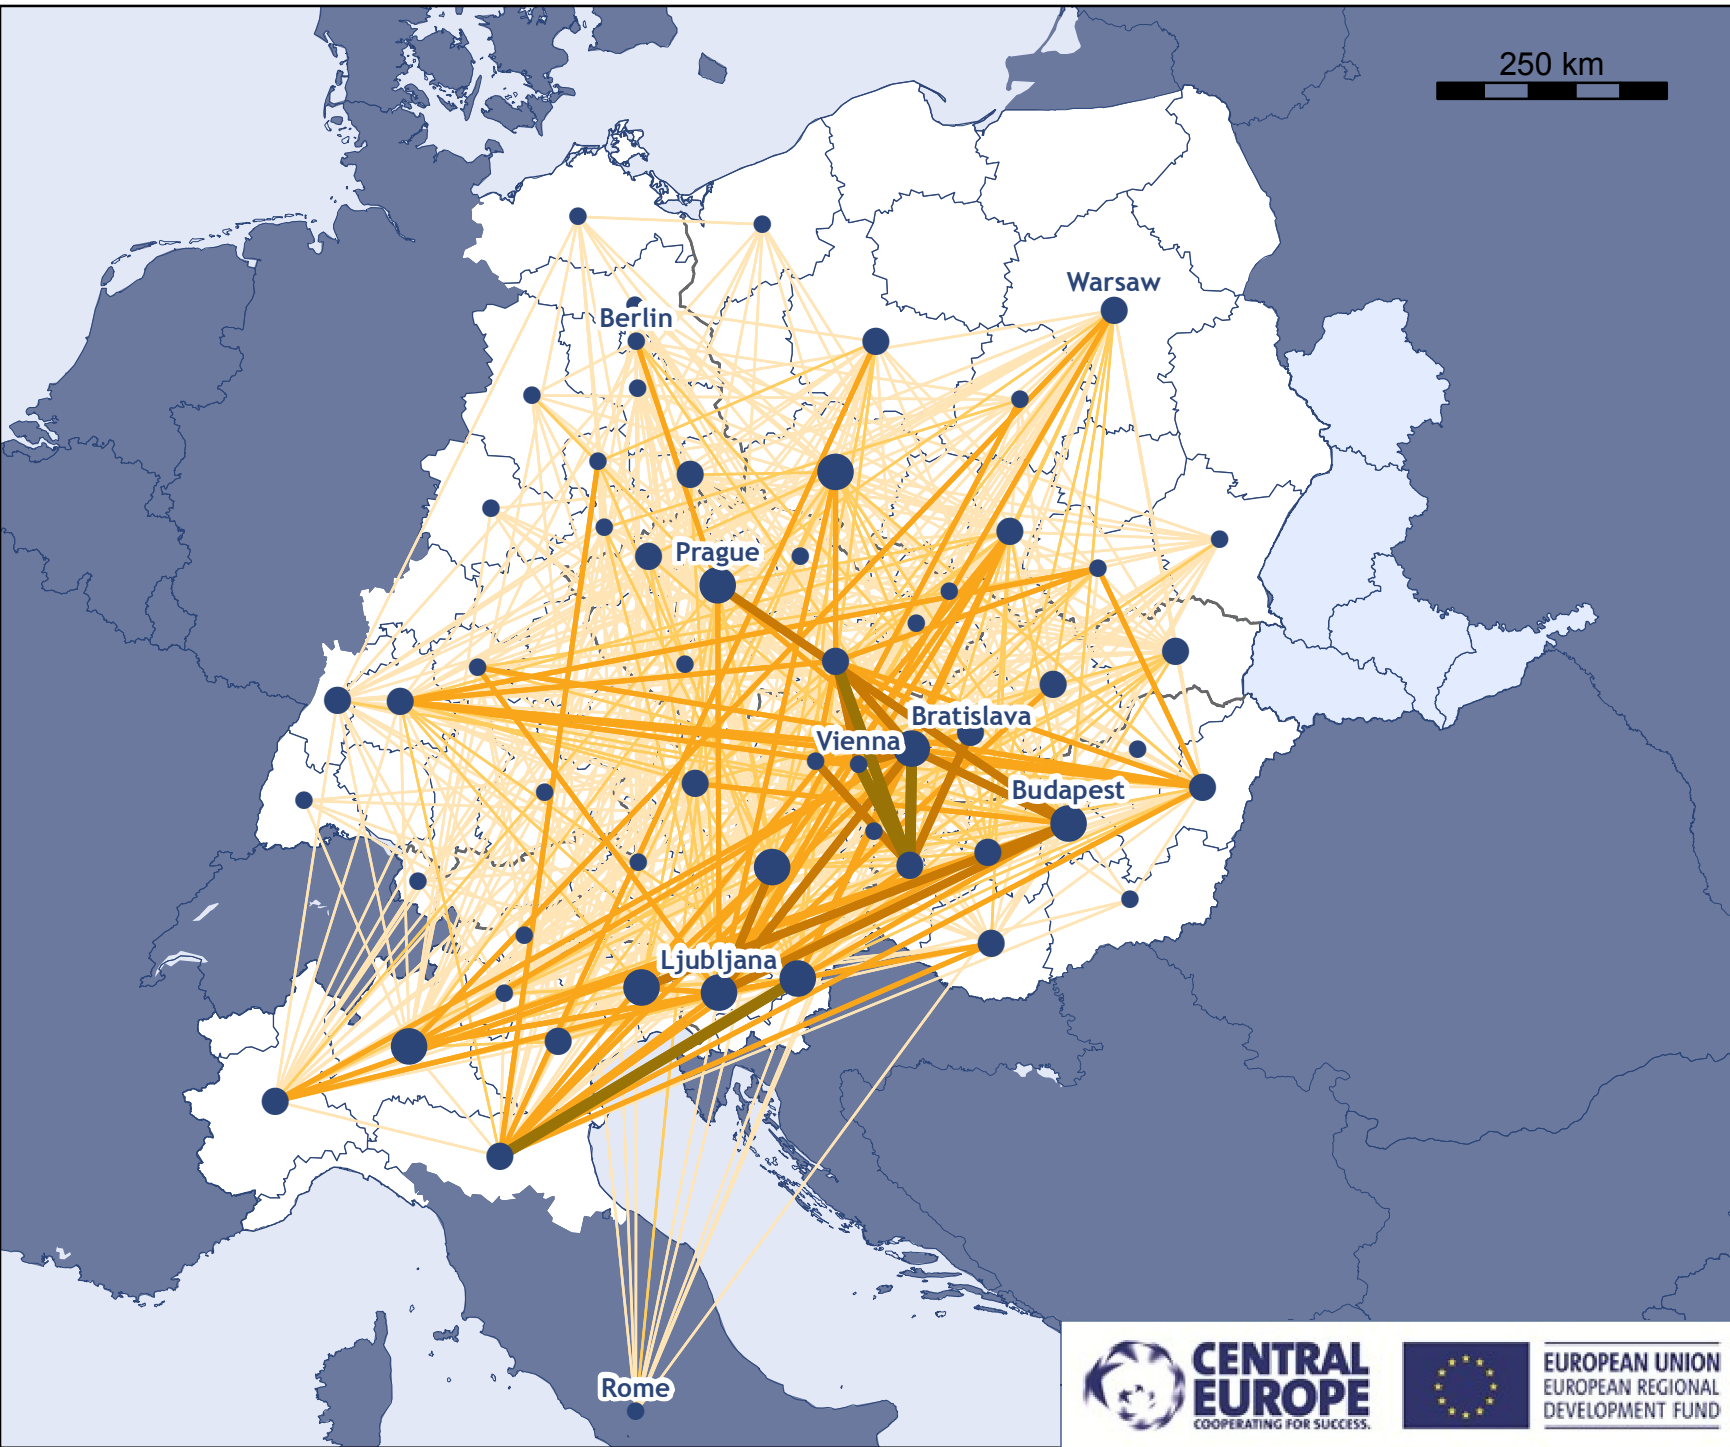 250 km
Warsaw
Berlin
Prague
Bratislava
Vienna
Budapest
Ljubljana
Rome
CENTRAL
EUROPE
COOPERATING FOR SUCCESS.
EUROPEAN UNION
EUROPEAN REGIONAL
DEVELOPMENT FUND